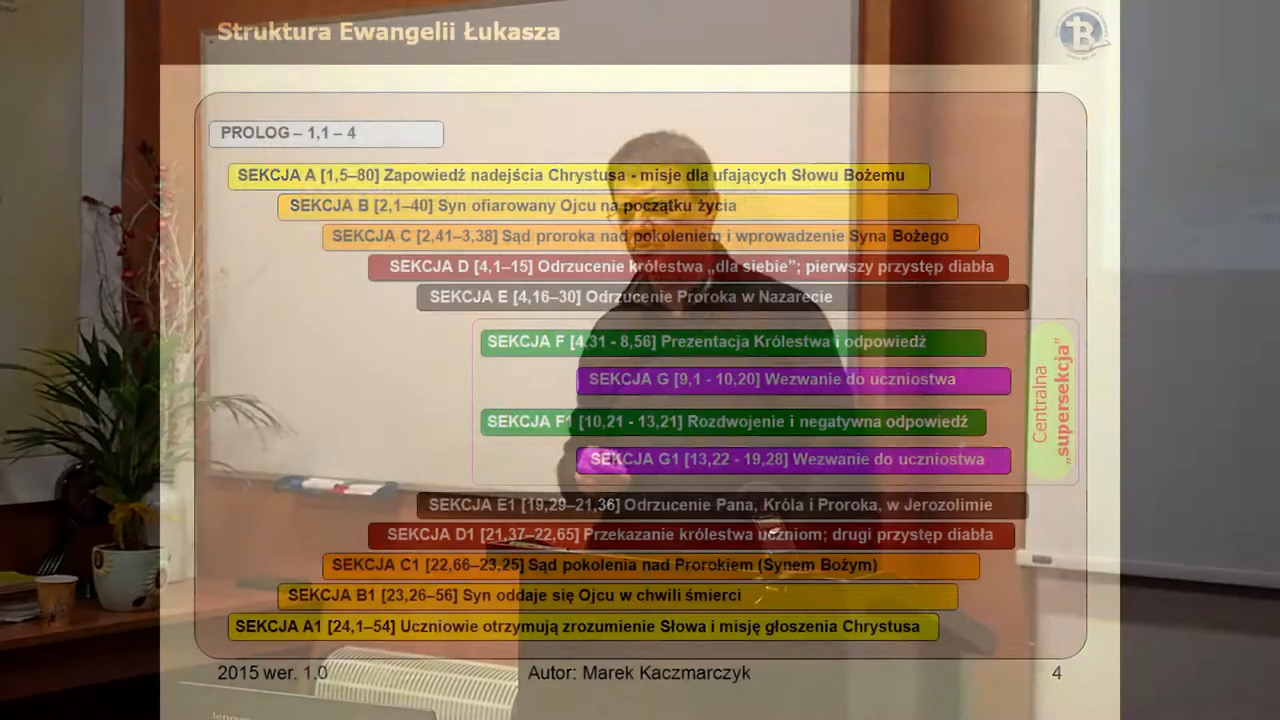 Struktura Ewangelii Łukasza
PROLOG – 1,1 – 4
SEKCJA A [1,5–80] Zapowiedź nadejścia Chrystusa - misje dla ufających Słowu Bożemu
SEKCJA B [2,1–40] Syn ofiarowany Ojcu na początku życia
SEKCJA C [2,41–3,38] Sąd proroka nad pokoleniem i wprowadzenie Syna Bożego
SEKCJA D [4,1–15] Odrzucenie królestwa „dla siebie”; pierwszy przystęp diabła
SEKCJA E [4,16–30] Odrzucenie Proroka w Nazarecie
SEKCJA F [4,31 - 8,56] Prezentacja Królestwa i odpowiedź
SEKCJA G [9,1 - 10,20] Wezwanie do uczniostwa
SEKCJA F1 [10,21 - 13,21] Rozdwojenie i negatywna odpowiedź
SEKCJA G1 [13,22 - 19,28] Wezwanie do uczniostwa
Centralna
„supersekcja”
SEKCJA E1 [19,29–21,36] Odrzucenie Pana, Króla i Proroka, w Jerozolimie
SEKCJA D1 [21,37–22,65] Przekazanie królestwa uczniom; drugi przystęp diabła
SEKCJA C1 [22,66–23,25] Sąd pokolenia nad Prorokiem (Synem Bożym)
SEKCJA B1 [23,26–56] Syn oddaje się Ojcu w chwili śmierci
SEKCJA A1 [24,1–54] Uczniowie otrzymują zrozumienie Słowa i misję głoszenia Chrystusa
2015 wer. 1.0
Autor: Marek Kaczmarczyk
4